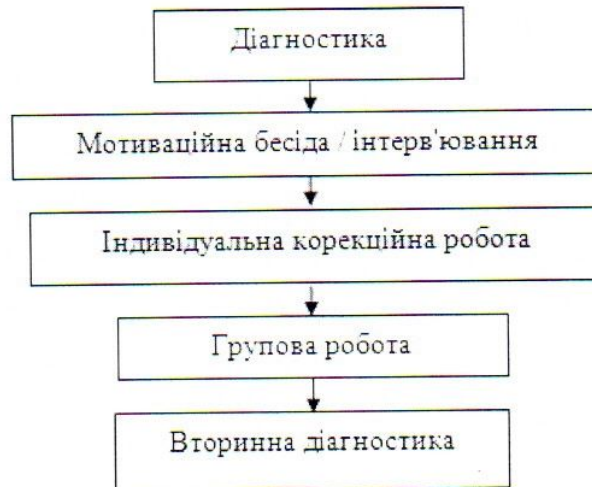 Діагностика
Мотиваційна бесіда / інтерв'ювання
Індивідуальна корекційна робота
Групова робота
Вторинна діагностика